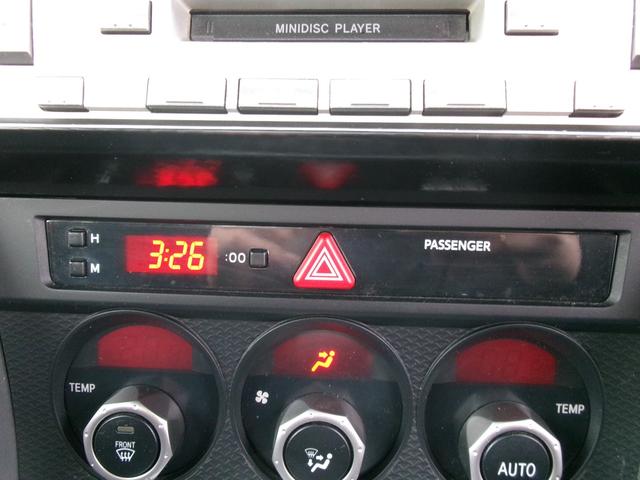 MINIDISC PLAYER
H
3:26
:00
PASSENGER
M
TEMP
TEMP
FRONT
AUTO